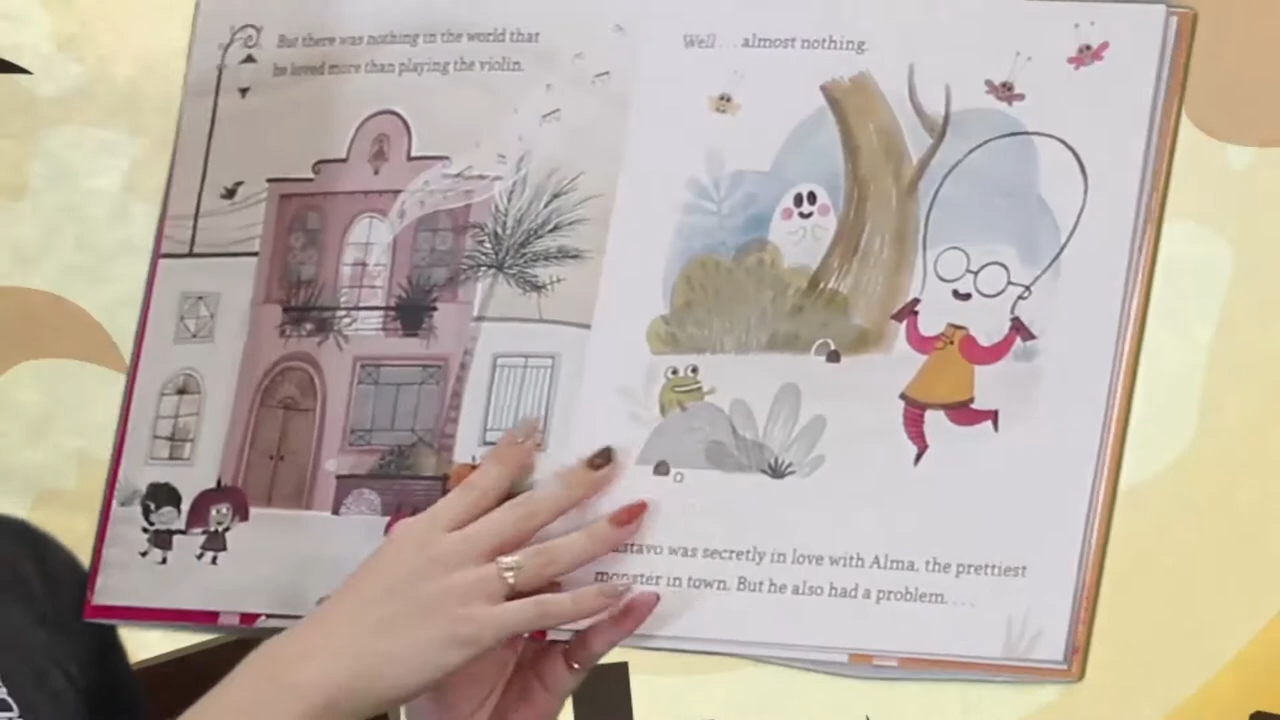 But there was nothing in the world that
he loved more than playing the violin.
Well . . . almost nothing.
Gustavo was secretly in love with Alma, the prettiest
monster in town. But he also had a problem. . . .